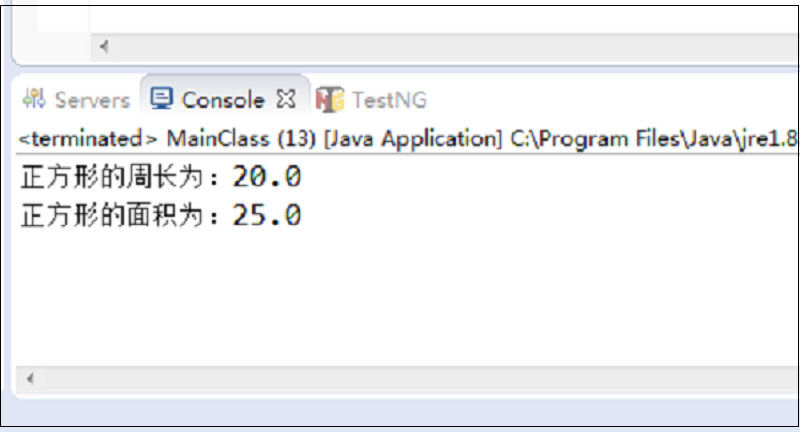 Servers Console TestNG
<terminated> MainClass (13) [Java Application] C:\Program Files\Java\jre1.8
正方形的周长为：20.0
正方形的面积为：25.0